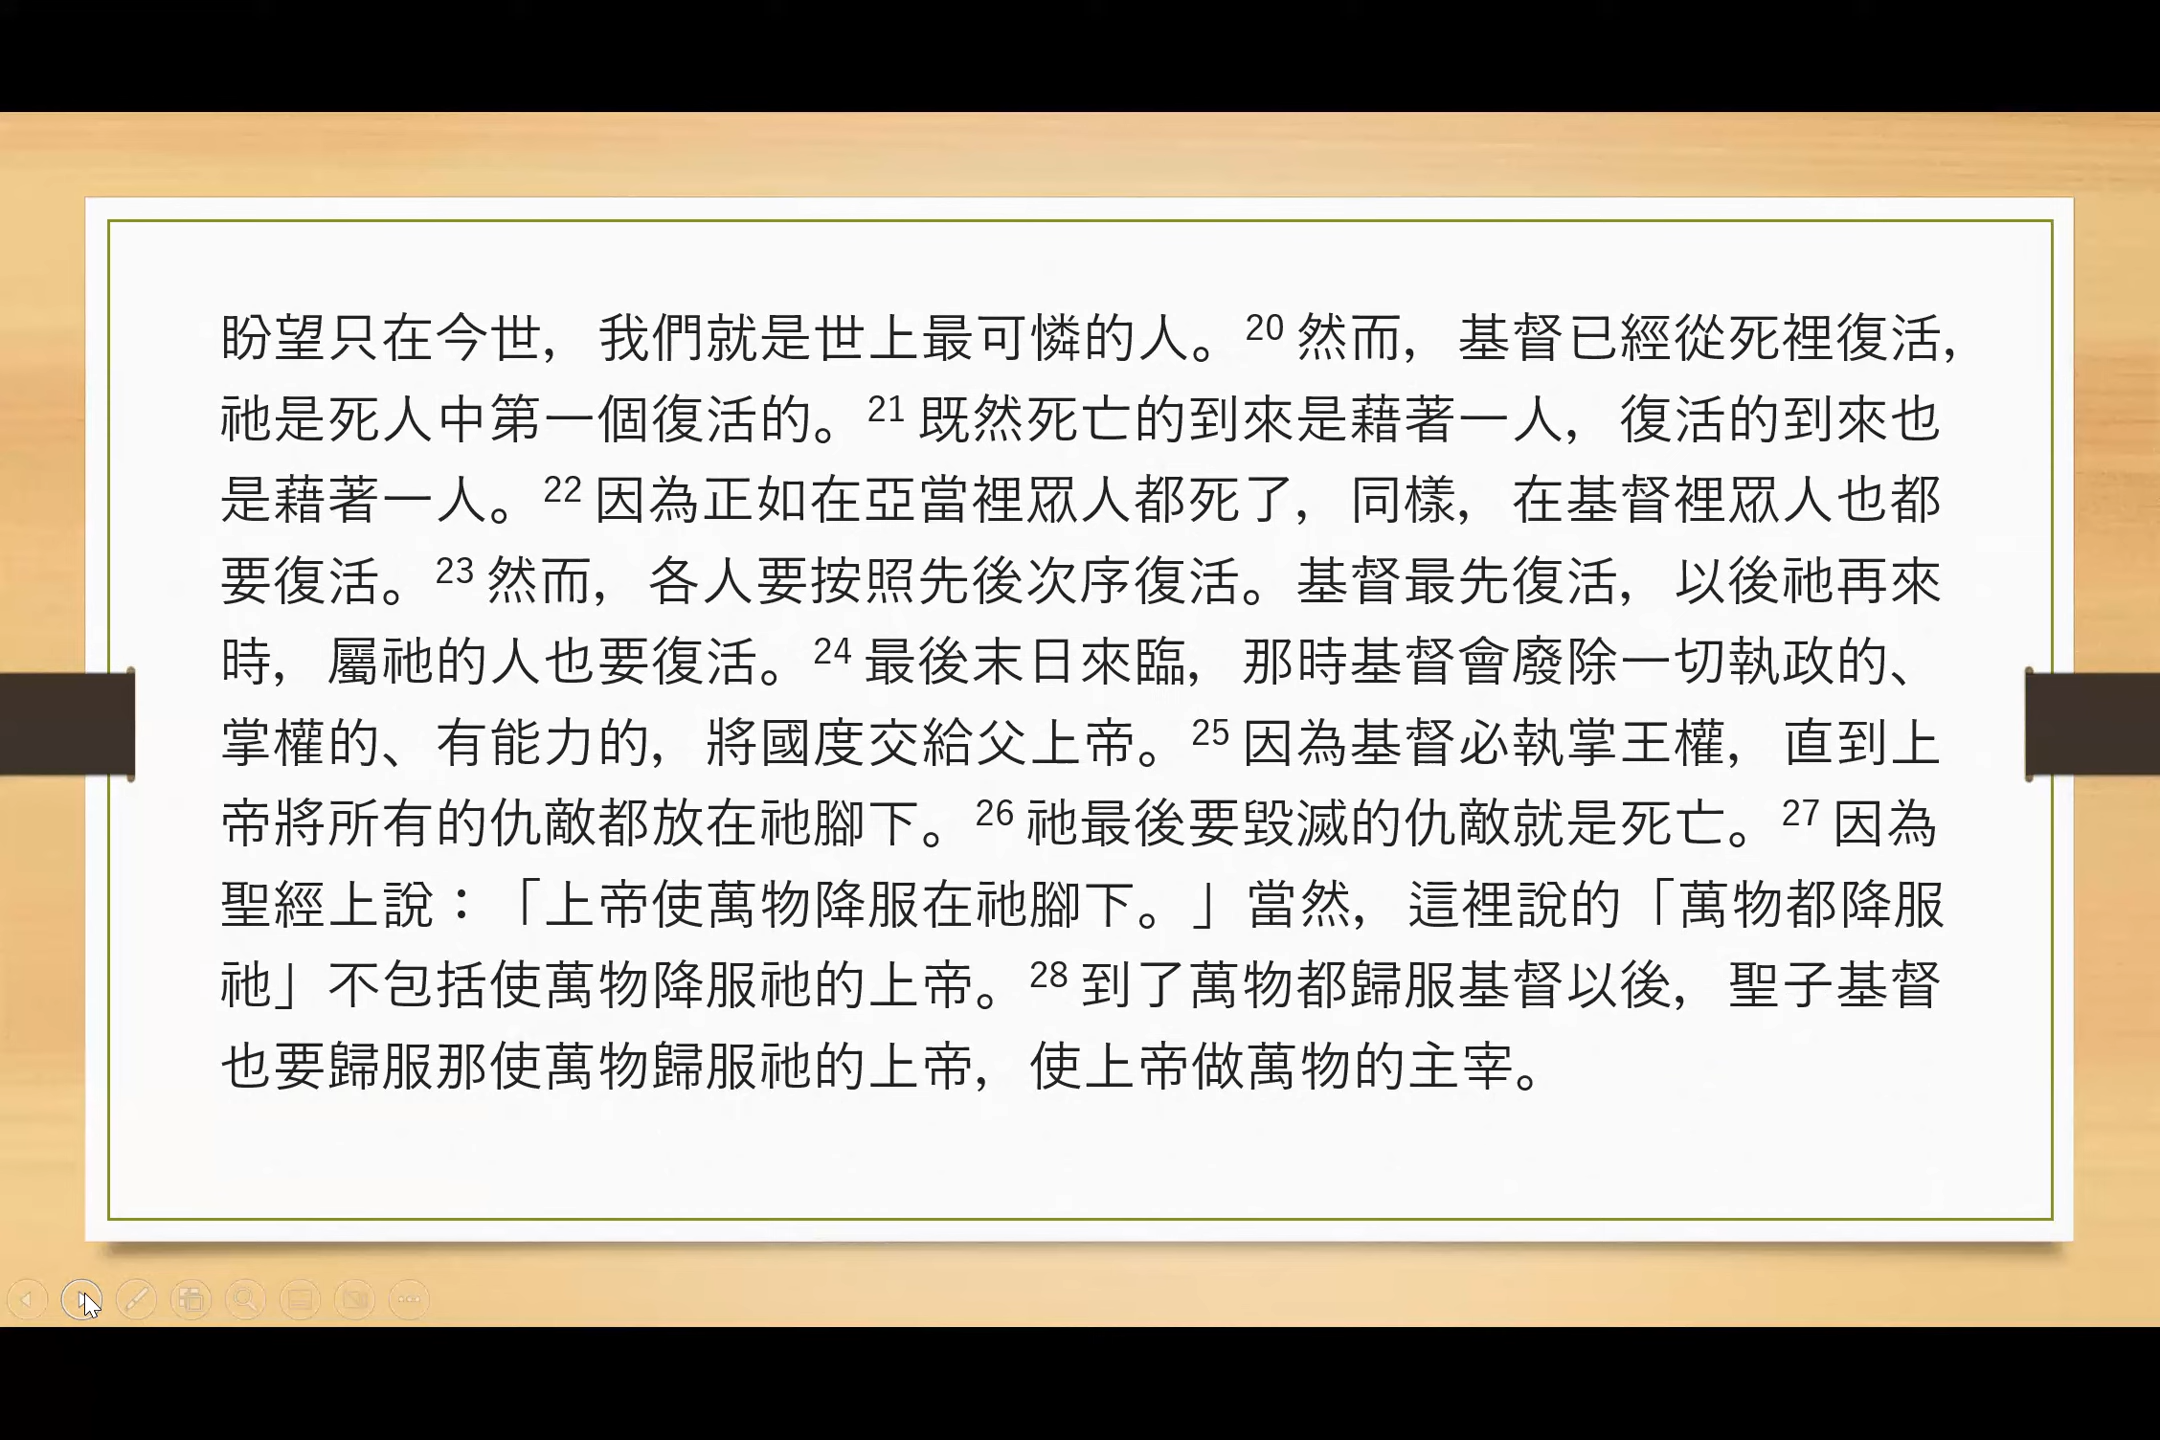 盼望只在今世，我們就是世上最可憐的人。20 然而，基督已經從死裡復活，
祂是死人中第一個復活的。21 既然死亡的到來是藉著一人，復活的到來也
是藉著一人。22 因為正如在亞當裡眾人都死了，同樣，在基督裡眾人也都
要復活。23 然而，各人要按照先後次序復活。基督最先復活，以後祂再來
時，屬祂的人也要復活。24 最後末日來臨，那時基督會廢除一切執政的、
掌權的、有能力的，將國度交給父上帝。25 因為基督必執掌王權，直到上
帝將所有的仇敵都放在祂腳下。26 祂最後要毀滅的仇敵就是死亡。27 因為
聖經上說：「上帝使萬物降服在祂腳下。」當然，這裡說的「萬物都降服
祂」不包括使萬物降服祂的上帝。28 到了萬物都歸服基督以後，聖子基督
也要歸服那使萬物歸服祂的上帝，使上帝做萬物的主宰。